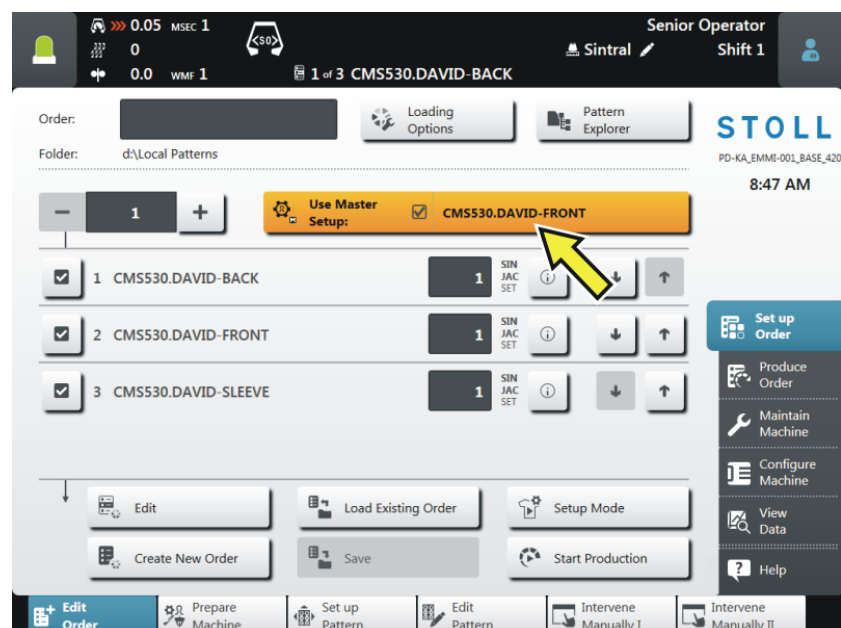 0.05 MSEC 1
<S0>
Senior Operator
0
Sintral
Shift 1
0.0 WMF 1
1 of 3 CMS530.DAVID-BACK
Order:
Loading
Options
Pattern
Explorer
STOLL
Folder: d:\Local Patterns
PD-KA_EMMI-001_BASE_420
8:47 AM
1
Use Master
Setup:
CMS530.DAVID-FRONT
1 CMS530.DAVID-BACK
1
SIN
JAC
SET
2 CMS530.DAVID-FRONT
1
SIN
JAC
SET
3 CMS530.DAVID-SLEEVE
1
SIN
JAC
SET
Set up
Order
Produce
Order
Maintain
Machine
Configure
Machine
View
Data
Help
Edit
Load Existing Order
Setup Mode
Create New Order
Save
Start Production
Edit
Order
Prepare
Machine
Set up
Pattern
Edit
Pattern
Intervene
Manually I
Intervene
Manually II